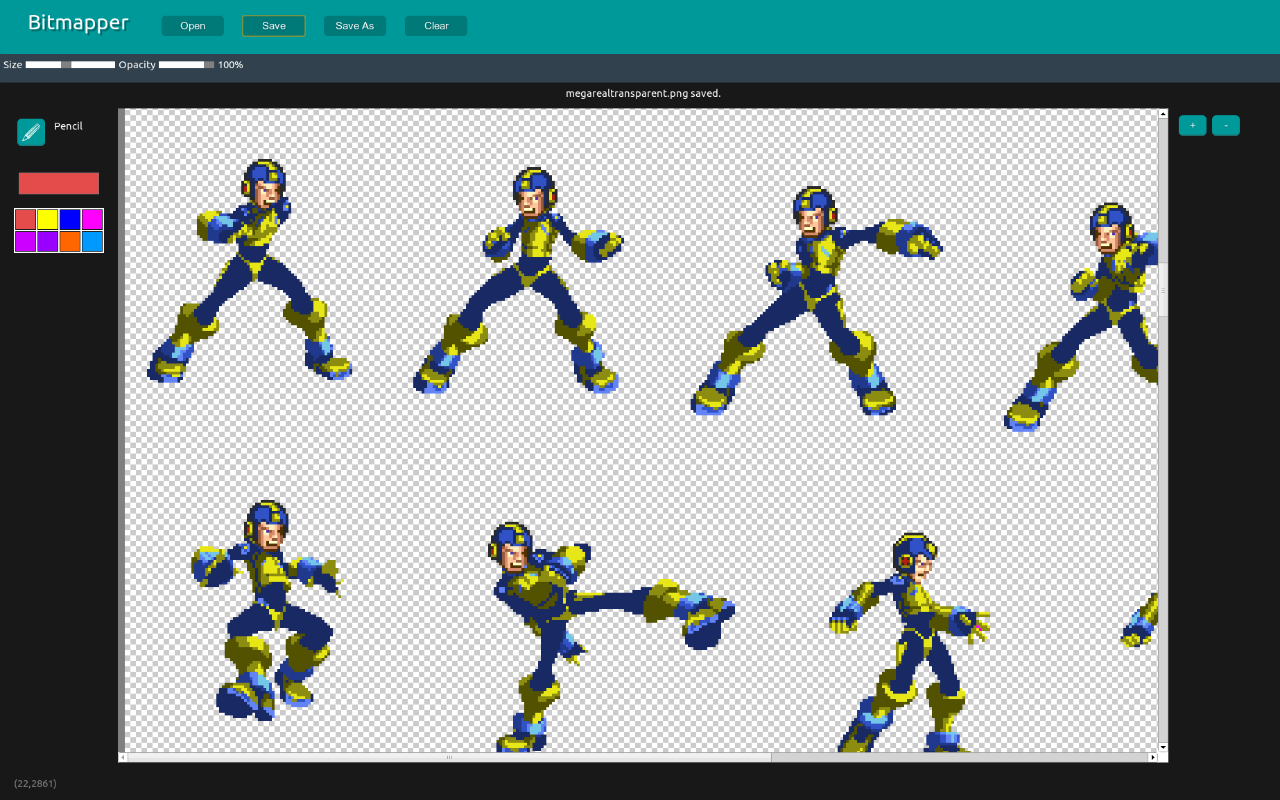 Bitmapper Open Save Save As Clear
Size Opacity 100%
megarealtransparent.png saved.
Pencil
+ -
(22,2861)